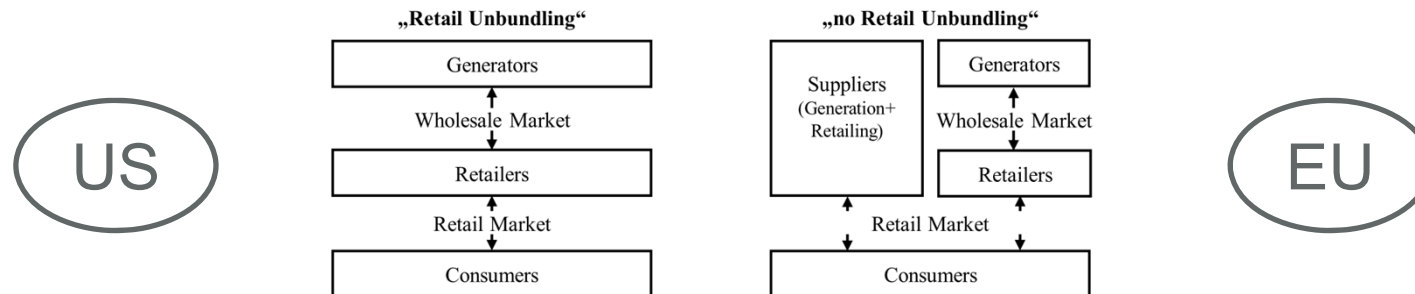 „Retail Unbundling“
Generators
Wholesale Market
Retailers
Retail Market
Consumers
US
„no Retail Unbundling“
Suppliers
(Generation+
Retailing)
Generators
Wholesale Market
Retailers
Retail Market
Consumers
EU